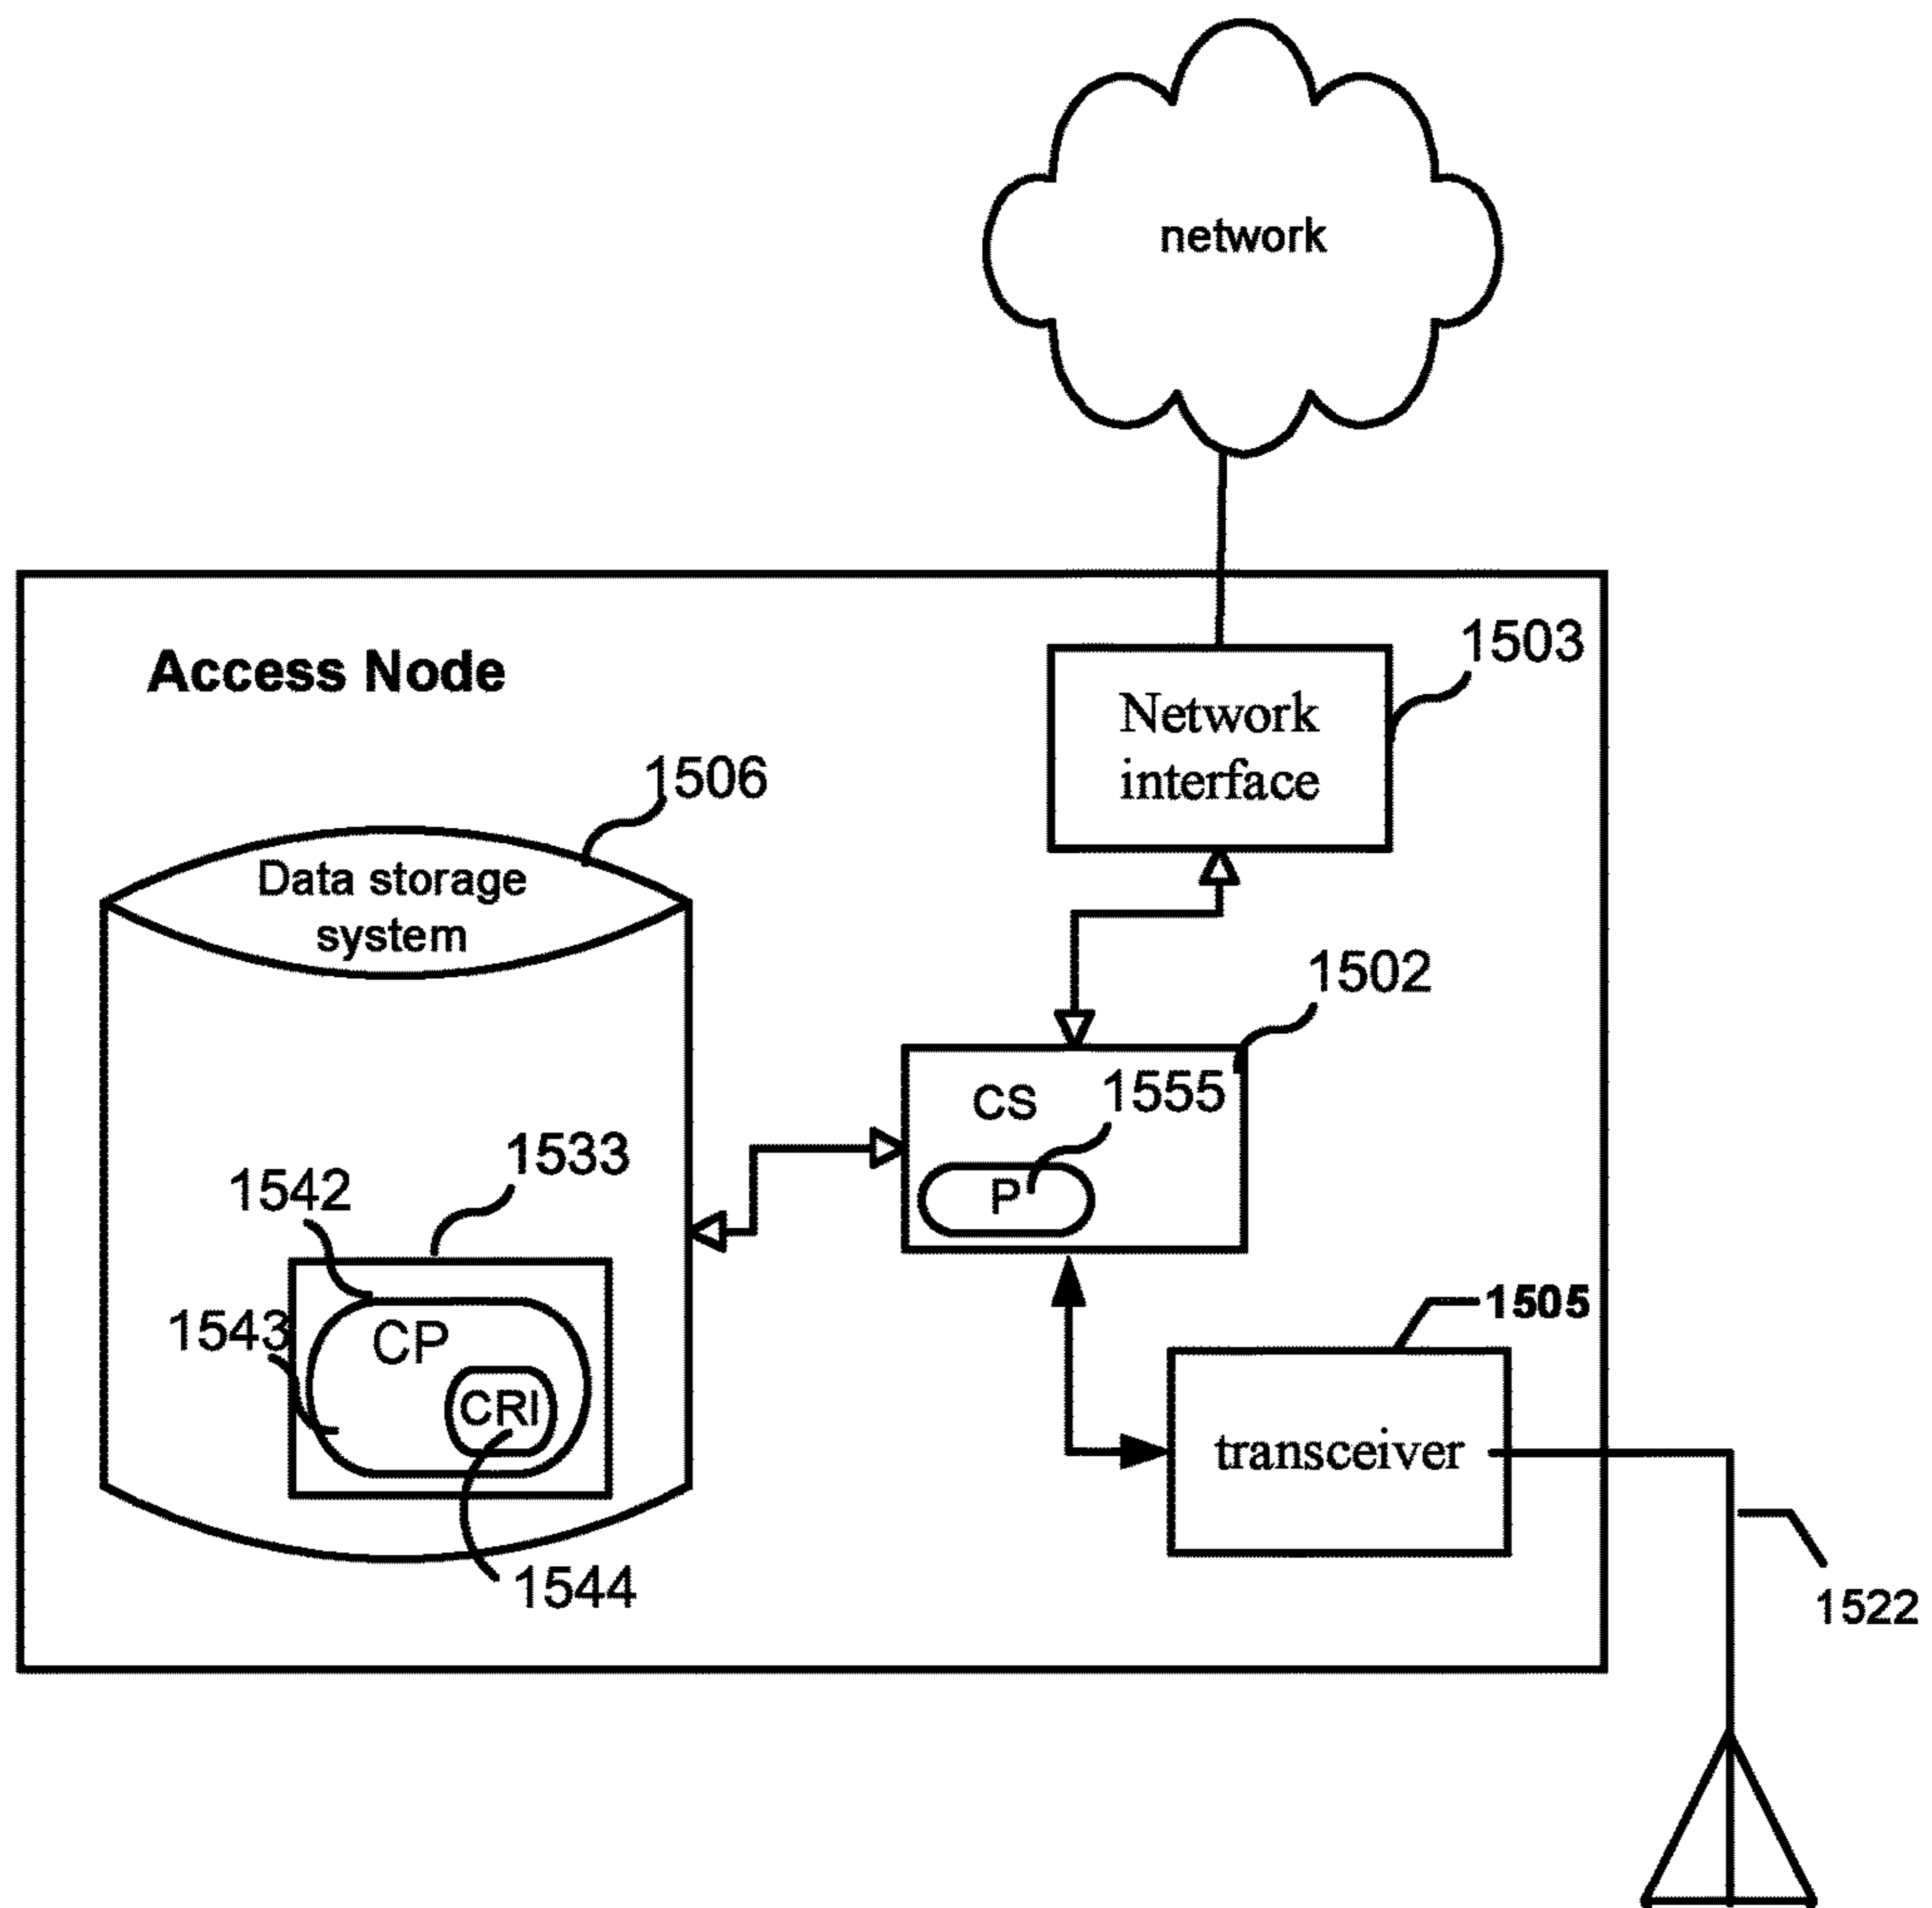 network
Access Node
1503
Network
interface
1506
Data storage
system
1502
CS
1555
P
1533
1542
1543
CP
CRI
1544
1505
transceiver
1522